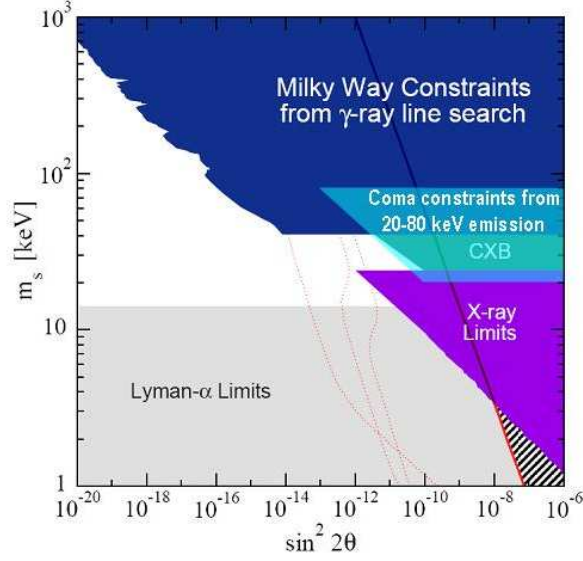 10³
Milky Way Constraints
from γ-ray line search
10²
Coma constraints from
20-80 keV emission
CXB
mₛ [keV]
X-ray
Limits
10
Lyman-α Limits
1
10⁻²⁰ 10⁻¹⁸ 10⁻¹⁶ 10⁻¹⁴ 10⁻¹² 10⁻¹⁰ 10⁻⁸ 10⁻⁶
sin² 2θ